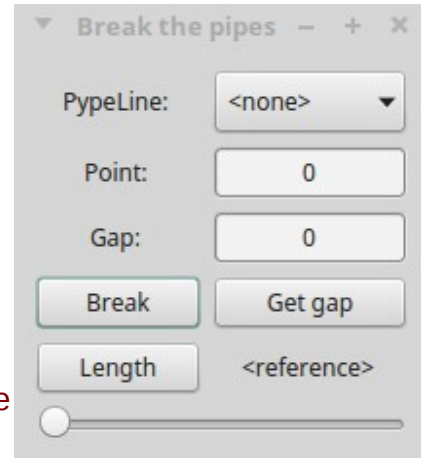 Break the pipes
PypeLine: <none>
Point: 0
Gap: 0
Break Get gap
Length <reference>
e